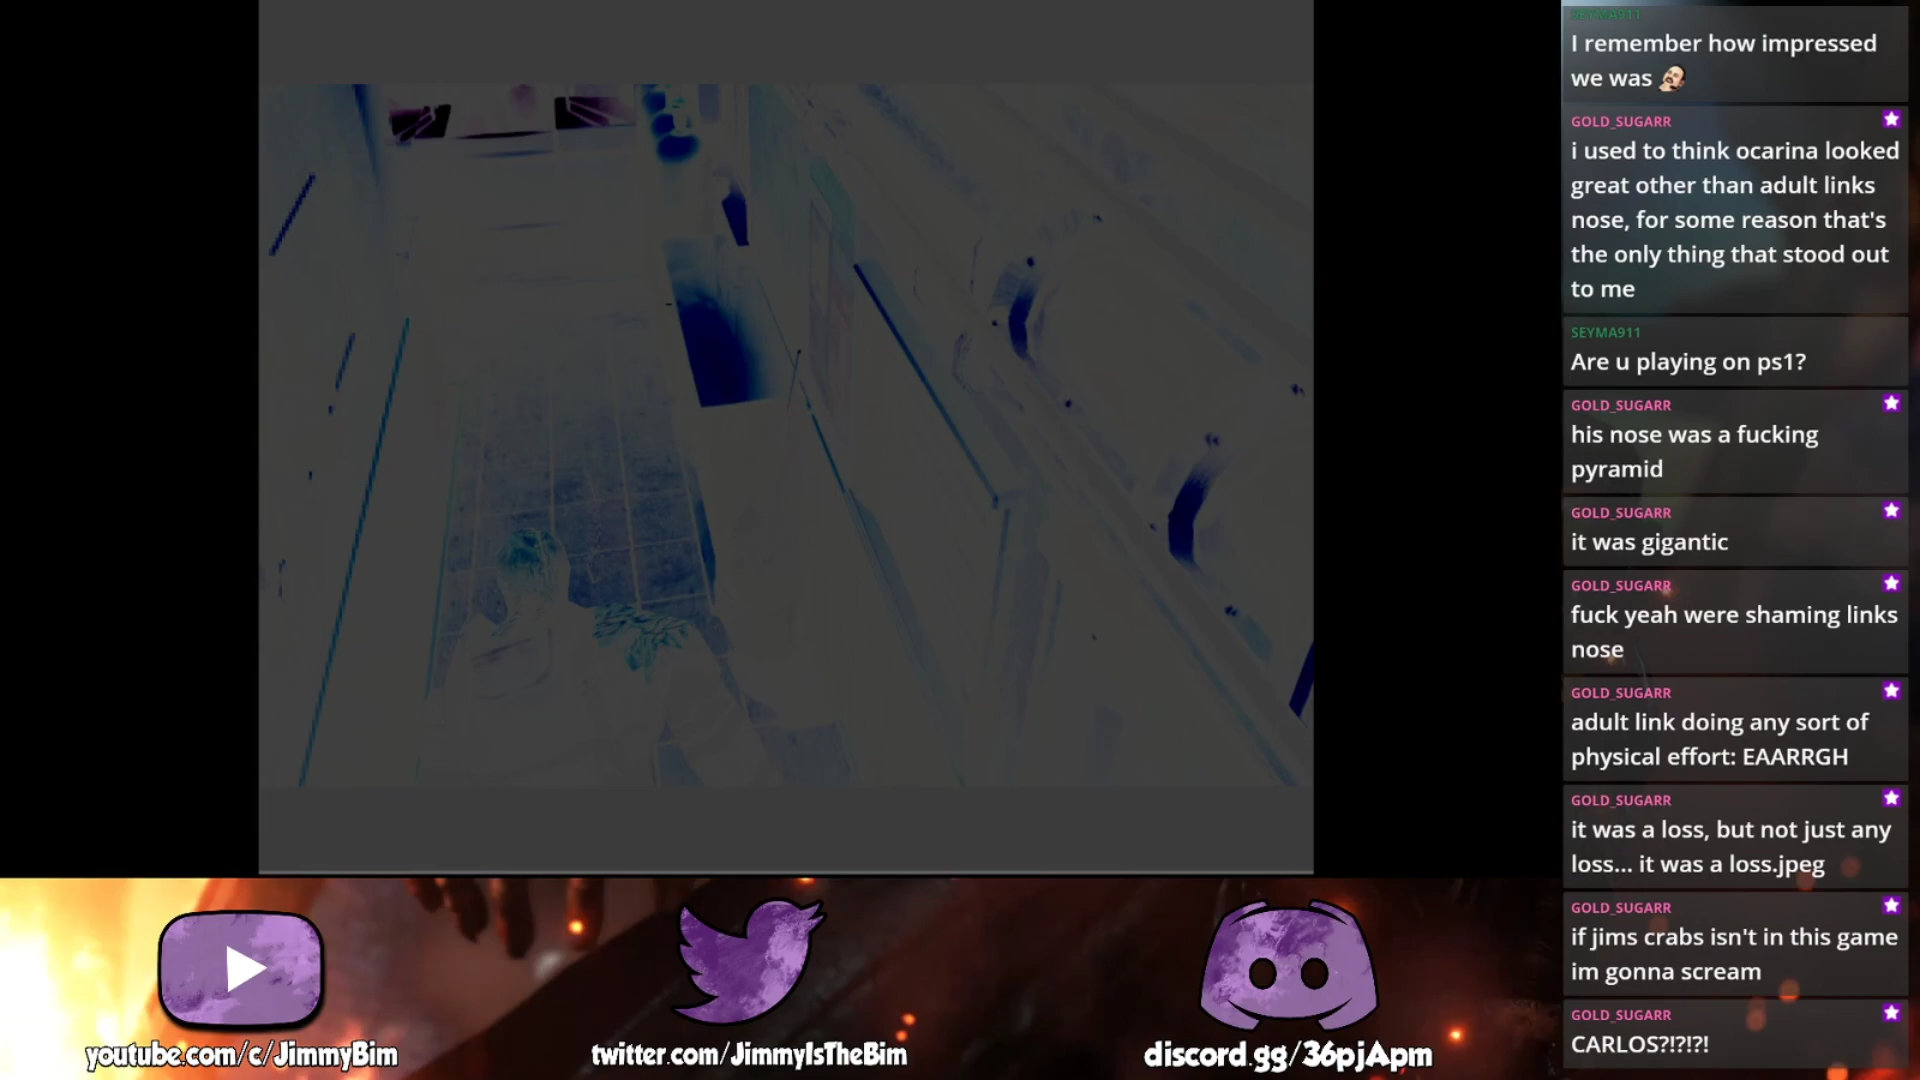 youtube.com/c/JimmyBim
twitter.com/JimmyIsTheBim
discord.gg/36pjApm
SEYMA911
I remember how impressed
we was
GOLD_SUGARR
i used to think ocarina looked
great other than adult links
nose, for some reason that's
the only thing that stood out
to me
SEYMA911
Are u playing on ps1?
GOLD_SUGARR
his nose was a fucking
pyramid
GOLD_SUGARR
it was gigantic
GOLD_SUGARR
fuck yeah were shaming links
nose
GOLD_SUGARR
adult link doing any sort of
physical effort: EAARRGH
GOLD_SUGARR
it was a loss, but not just any
loss... it was a loss.jpeg
GOLD_SUGARR
if jims crabs isn't in this game
im gonna scream
GOLD_SUGARR
CARLOS?!?!?!